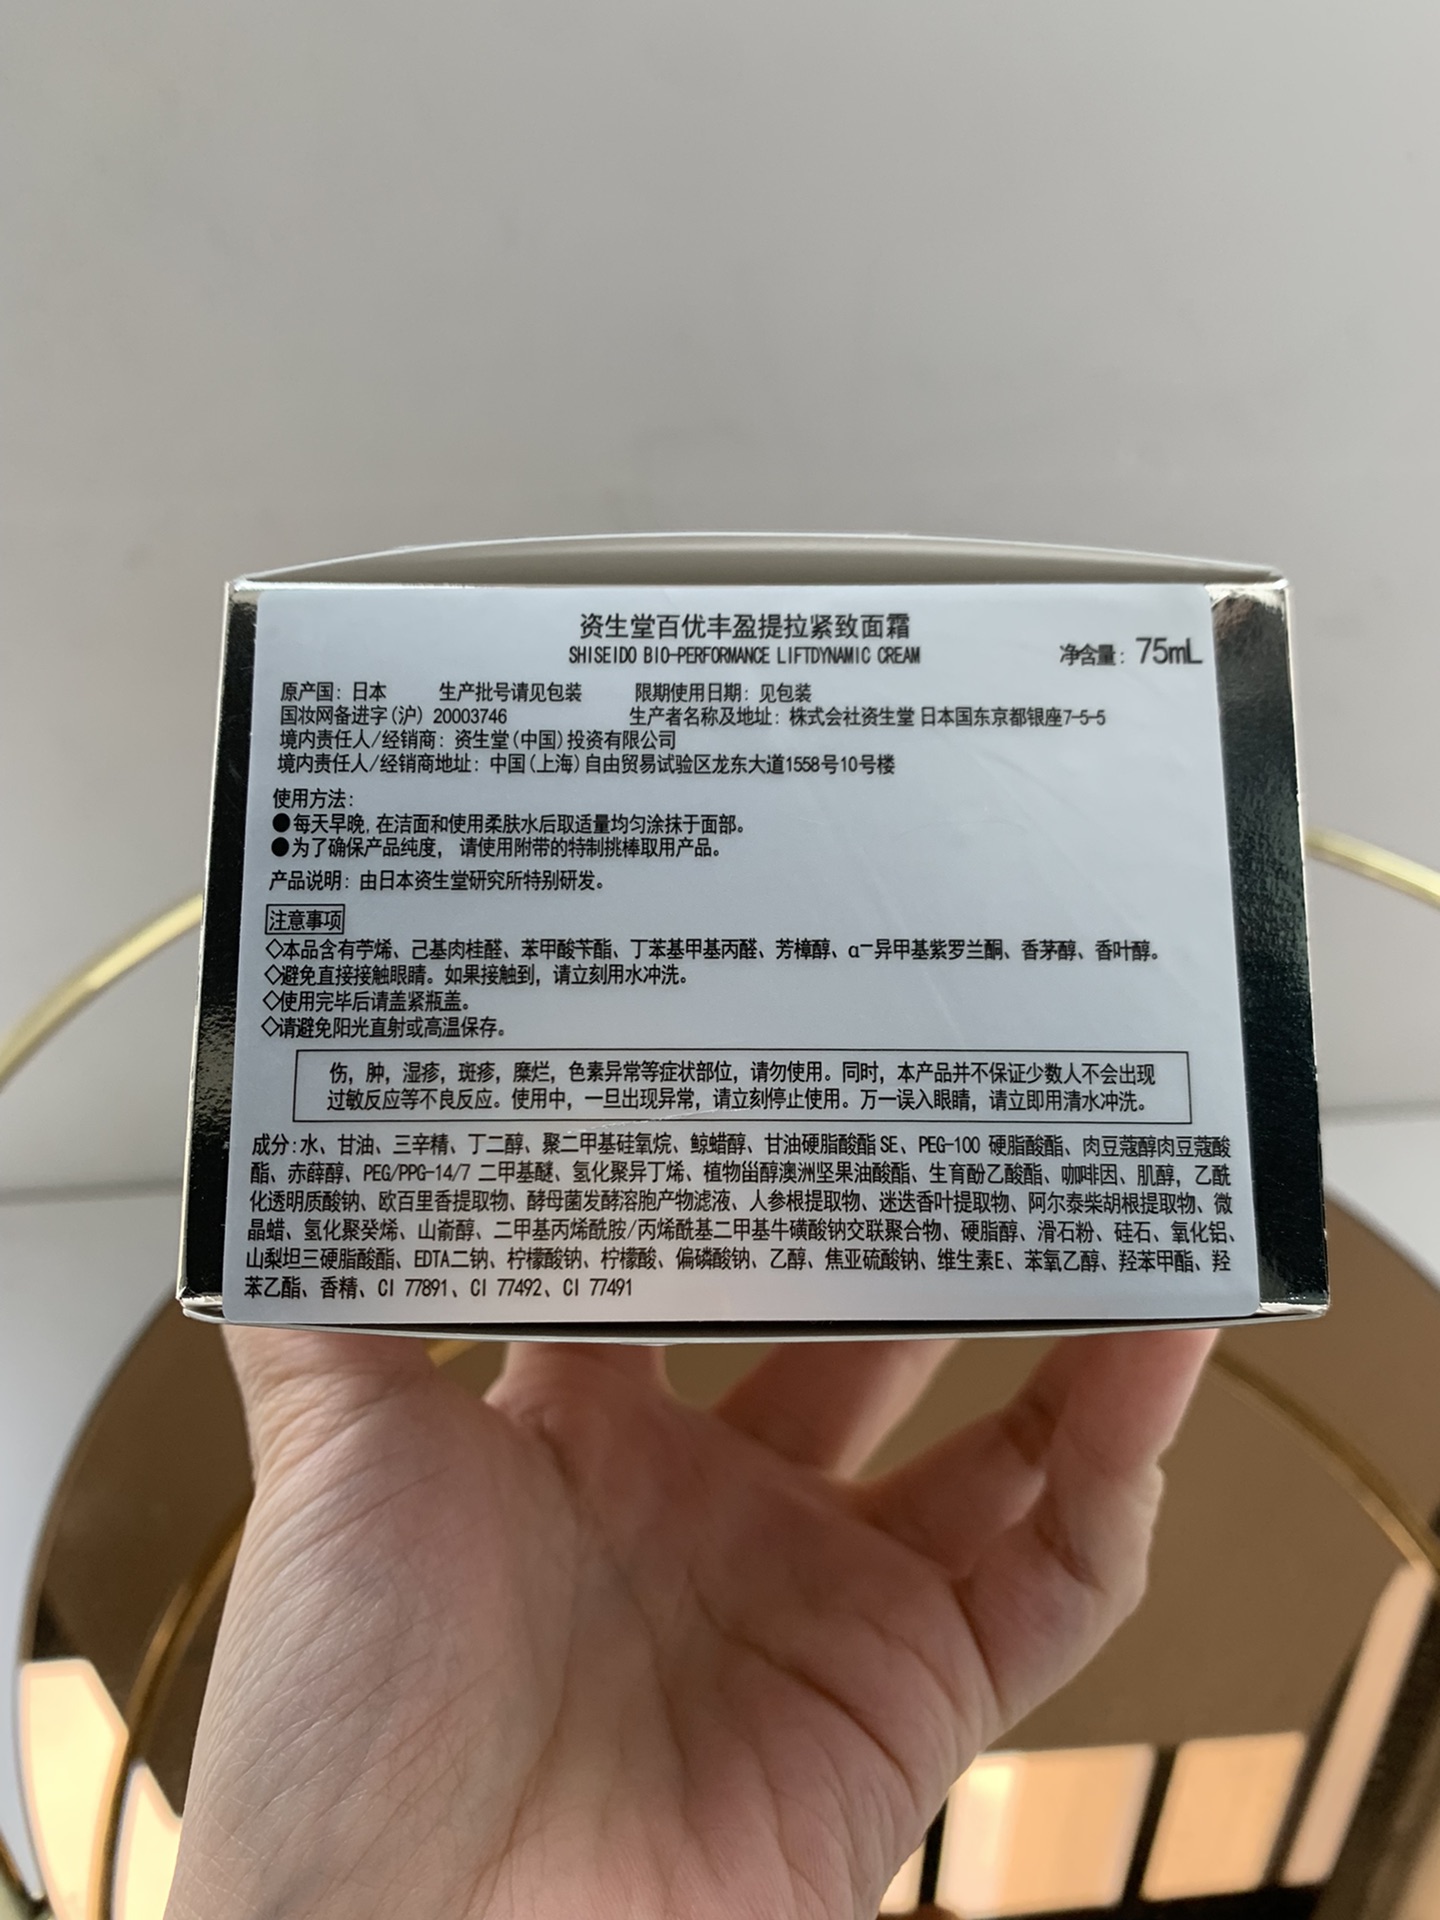 资生堂百优丰盈提拉紧致面霜
SHISEIDO BIO-PERFORMANCE LIFTDYNAMIC CREAM
净含量：75mL
原产国：日本 生产批号请见包装 限期使用日期：见包装
国妆网备进字(沪) 20003746 生产者名称及地址：株式会社资生堂 日本国东京都银座7-5-5
境内责任人/经销商：资生堂(中国)投资有限公司
境内责任人/经销商地址：中国(上海)自由贸易试验区龙东大道1558号10号楼
使用方法：
●每天早晚,在洁面和使用柔肤水后取适量均匀涂抹于面部。
●为了确保产品纯度，请使用附带的特制挑棒取用产品。
产品说明：由日本资生堂研究所特别研发。
注意事项
◇本品含有苧烯、己基肉桂醛、苯甲酸苄酯、丁苯基甲基丙醛、芳樟醇、α-异甲基紫罗兰酮、香茅醇、香叶醇。
◇避免直接接触眼睛。如果接触到，请立刻用水冲洗。
◇使用完毕后请盖紧瓶盖。
◇请避免阳光直射或高温保存。
伤，肿，湿疹，斑疹，糜烂，色素异常等症状部位，请勿使用。同时，本产品并不保证少数人不会出现
过敏反应等不良反应。使用中，一旦出现异常，请立刻停止使用。万一误入眼睛，请立即用清水冲洗。
成分:水、甘油、三辛精、丁二醇、聚二甲基硅氧烷、鲸蜡醇、甘油硬脂酸酯SE、PEG-100 硬脂酸酯、肉豆蔻醇肉豆蔻酸
酯、赤藓醇、PEG/PPG-14/7 二甲基醚、氢化聚异丁烯、植物甾醇澳洲坚果油酸酯、生育酚乙酸酯、咖啡因、肌醇，乙酰
化透明质酸钠、欧百里香提取物、酵母菌发酵溶胞产物滤液、人参根提取物、迷迭香叶提取物、阿尔泰柴胡根提取物、微
晶蜡、氢化聚癸烯、山嵛醇、二甲基丙烯酰胺/丙烯酰基二甲基牛磺酸钠交联聚合物、硬脂醇、滑石粉、硅石、氧化铝、
山梨坦三硬脂酸酯、EDTA二钠、柠檬酸钠、柠檬酸、偏磷酸钠、乙醇、焦亚硫酸钠、维生素E、苯氧乙醇、羟苯甲酯、羟
苯乙酯、香精、CI 77891、CI 77492、CI 77491